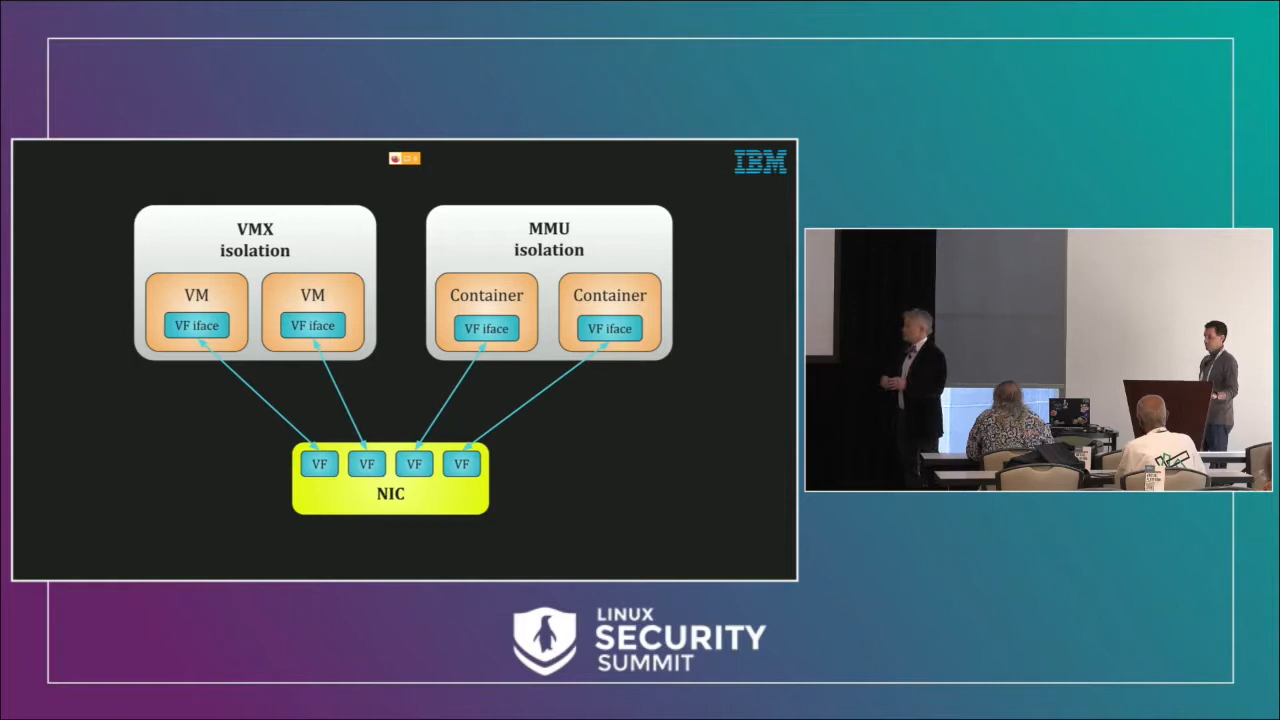 IBM
VMX
isolation
MMU
isolation
VM
VM
Container
Container
VF iface
VF iface
VF iface
VF iface
VF
VF
VF
VF
NIC
LINUX
SECURITY
SUMMIT